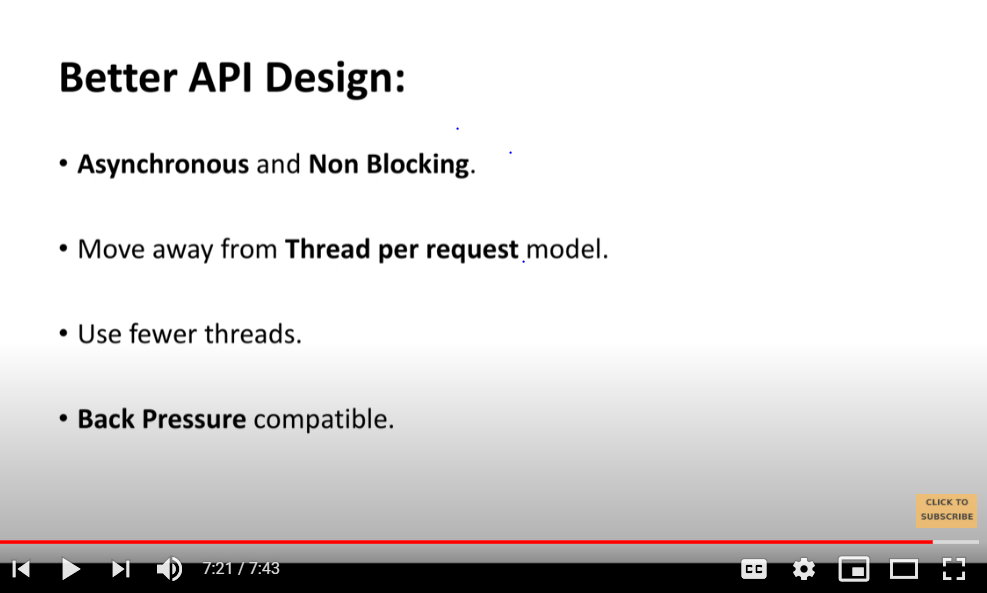 Better API Design:
• Asynchronous and Non Blocking.
• Move away from Thread per request model.
• Use fewer threads.
• Back Pressure compatible.
CLICK TO
SUBSCRIBE
7:21 / 7:43
CC